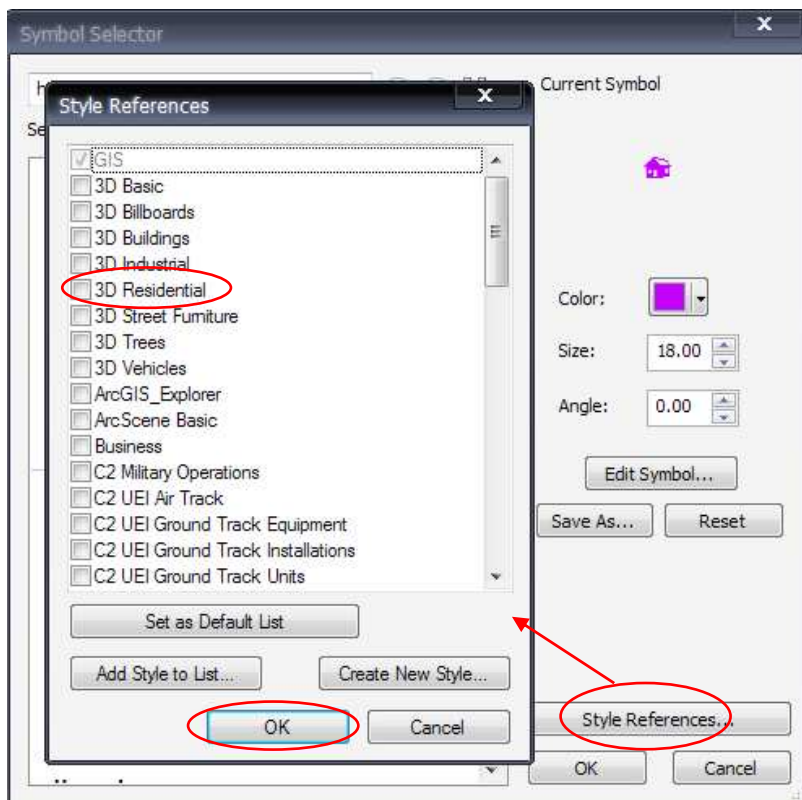 Symbol Selector
X
h
Current Symbol
Style References
X
Se
GIS
3D Basic
3D Billboards
3D Buildings
3D Industrial
3D Residential
3D Street Furniture
3D Trees
3D Vehicles
ArcGIS_Explorer
ArcScene Basic
Business
C2 Military Operations
C2 UEI Air Track
C2 UEI Ground Track Equipment
C2 UEI Ground Track Installations
C2 UEI Ground Track Units
Color:
Size: 18.00
Angle: 0.00
Edit Symbol...
Save As... Reset
Set as Default List
Add Style to List... Create New Style...
OK Cancel
Style References...
OK Cancel